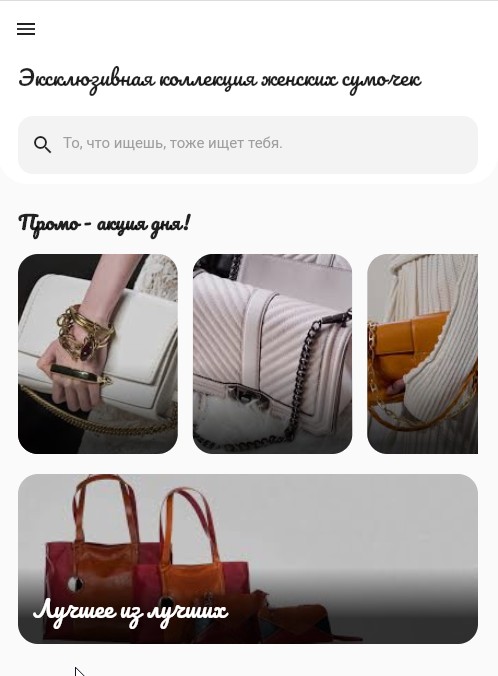 Эксклюзивная коллекция женских сумочек
То, что ищешь, тоже ищет тебя.
Промо - акция дня!
Лучшее из лучших